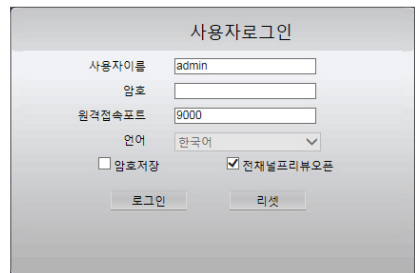 사용자로그인
사용자이름 admin
암호
원격접속포트 9000
언어 한국어
암호저장 전재널프리뷰오픈
로그인 리셋